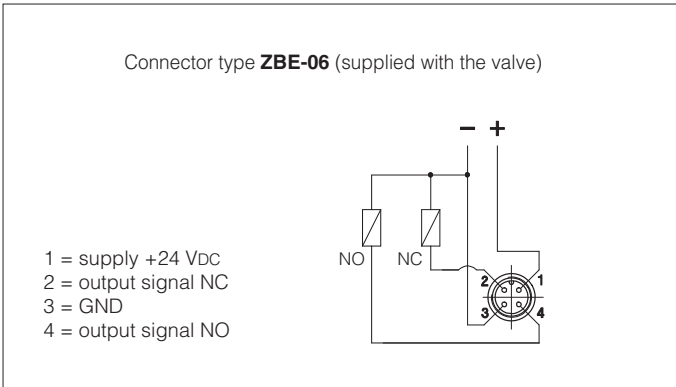 Connector type ZBE-06 (supplied with the valve)
− +
NO NC
2 1
3 4
1 = supply +24 VDC
2 = output signal NC
3 = GND
4 = output signal NO